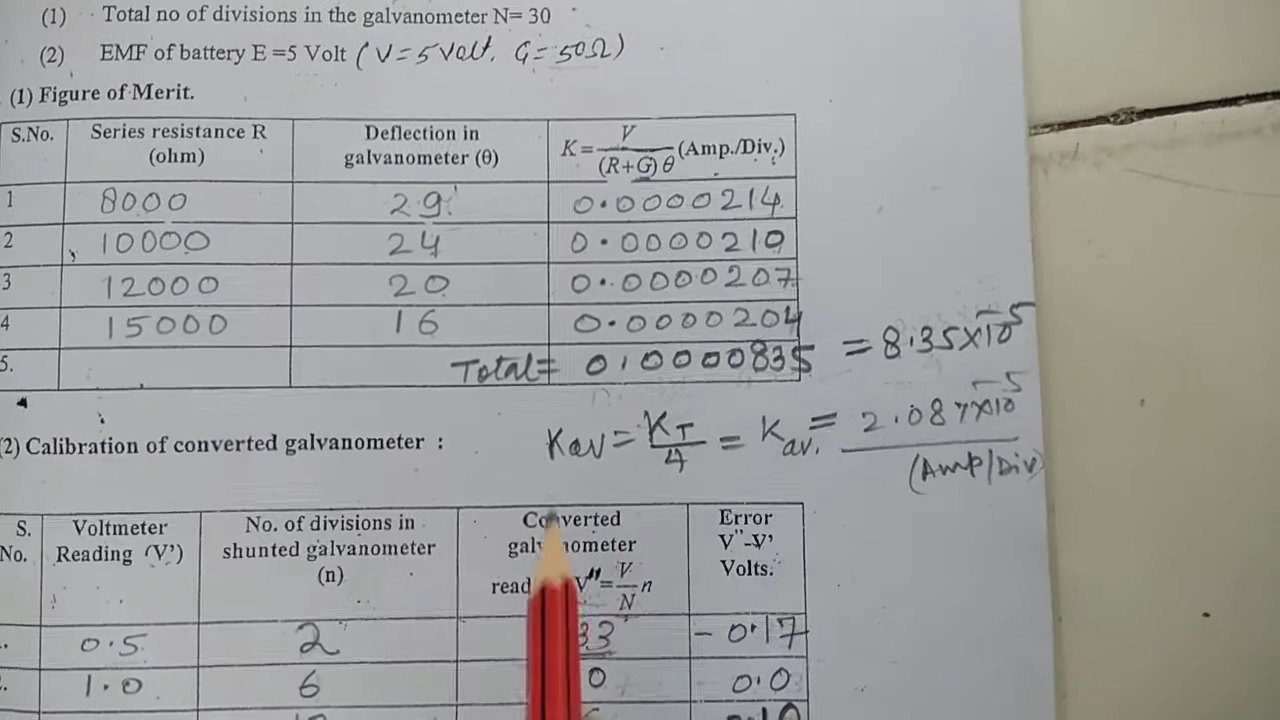 (1) Total no of divisions in the galvanometer N= 30
(2) EMF of battery E =5 Volt (V=5Volt, G=50Ω)
(1) Figure of Merit.
S.No. Series resistance R (ohm) Deflection in galvanometer (θ) K = V/(R+G)θ (Amp./Div.)
1 8000 29 0.0000214
2 10000 24 0.0000210
3 12000 20 0.0000207
4 15000 16 0.0000204
5. Total= 0.0000835 = 8.35×10⁻⁵
Kav = K_T/4 = Kav. = 2.087×10⁻⁵ (Amp/Div)
(2) Calibration of converted galvanometer :
S. No. Voltmeter Reading (V') No. of divisions in shunted galvanometer (n) Converted galvanometer V" = V/N n Error V"-V' Volts.
0.5 2 33 - 0.17
1.0 6 0 0.0